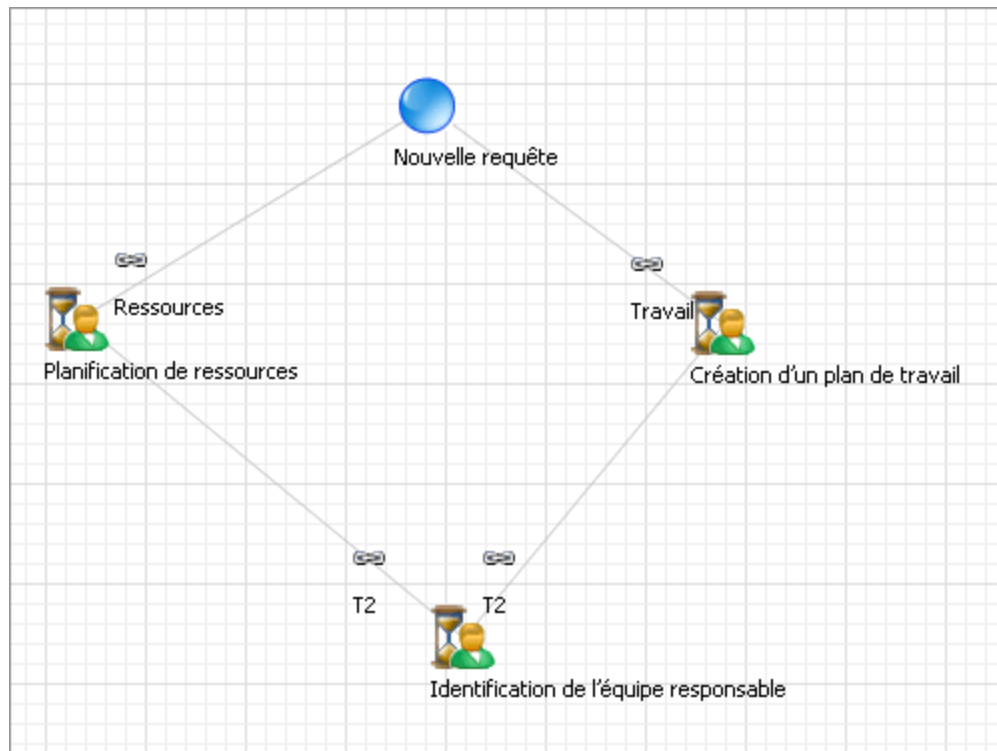 Nouvelle requête
Ressources
Travail
Planification de ressources
Création d'un plan de travail
T2
T2
Identification de l'équipe responsable